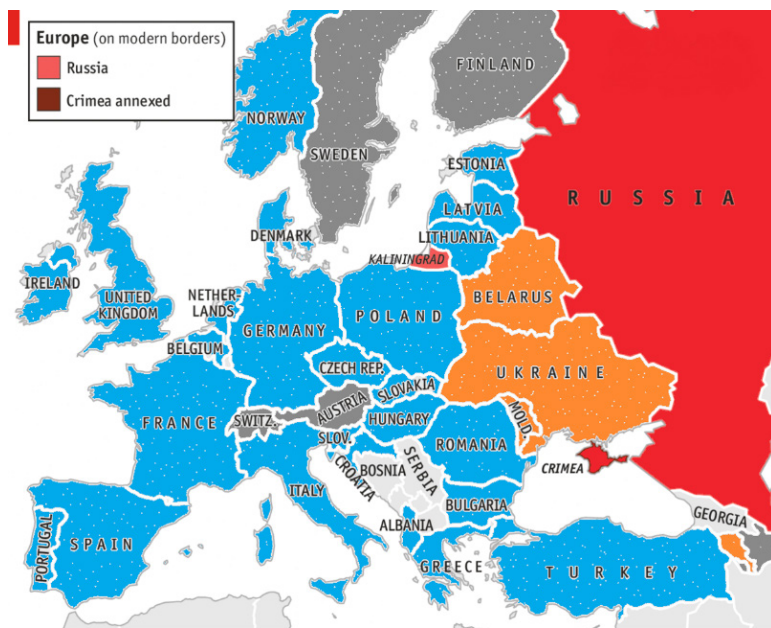 Europe (on modern borders)
Russia
Crimea annexed
FINLAND
NORWAY
SWEDEN
ESTONIA
RUSSIA
LATVIA
DENMARK
LITHUANIA
KALININGRAD
IRELAND
UNITED
KINGDOM
NETHER-
LANDS
GERMANY
POLAND
BELARUS
BELGIUM
CZECH REP.
UKRAINE
SLOVAKIA
FRANCE
SWITZ.
AUSTRIA
HUNGARY
MOLD.
SLOV.
ROMANIA
CROATIA
BOSNIA
SERBIA
CRIMEA
ITALY
BULGARIA
GEORGIA
PORTUGAL
SPAIN
ALBANIA
GREECE
TURKEY